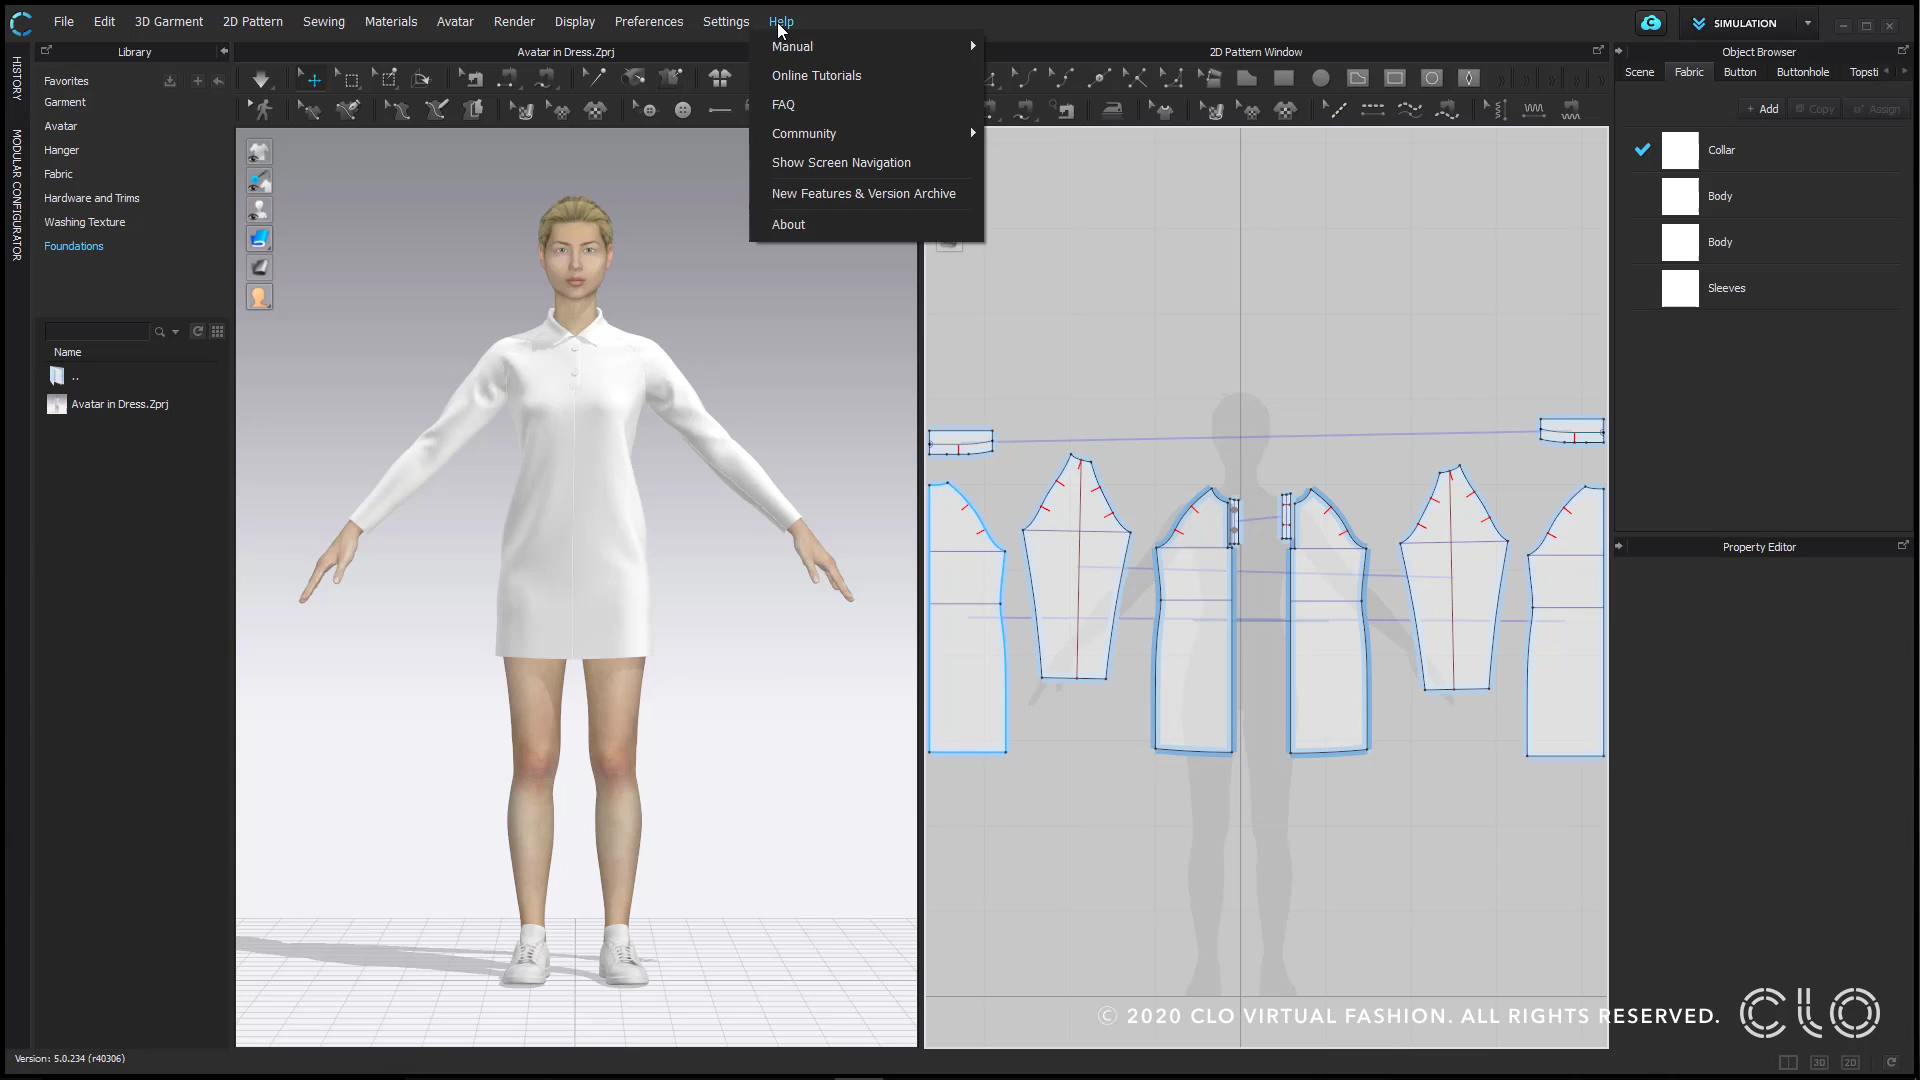 File Edit 3D Garment 2D Pattern Sewing Materials Avatar Render Display Preferences Settings Help
SIMULATION
Library
Avatar in Dress.Zprj
2D Pattern Window
Object Browser
HISTORY
MODULAR CONFIGURATOR
Favorites
Garment
Avatar
Hanger
Fabric
Hardware and Trims
Washing Texture
Foundations
Name
..
Avatar in Dress.Zprj
Manual
Online Tutorials
FAQ
Community
Show Screen Navigation
New Features & Version Archive
About
Scene Fabric Button Buttonhole Topsti
+ Add Copy + Assign
Collar
Body
Body
Sleeves
Property Editor
© 2020 CLO VIRTUAL FASHION. ALL RIGHTS RESERVED. CLO
Version: 5.0.234 (r40306)
3D 2D